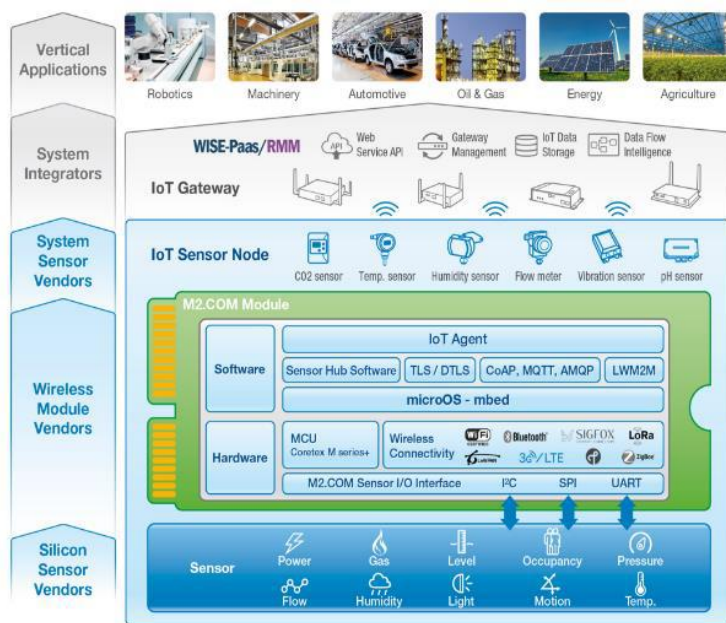 Vertical
Applications
Robotics
Machinery
Automotive
Oil & Gas
Energy
Agriculture
System
Integrators
WISE-Paas/RMM
API
Web
Service API
Gateway
Management
IoT Data
Storage
Data Flow
Intelligence
IoT Gateway
System
Sensor
Vendors
IoT Sensor Node
CO2 sensor
Temp. sensor
Humidity sensor
Flow meter
Vibration sensor
pH sensor
Wireless
Module
Vendors
M2.COM Module
Software
IoT Agent
Sensor Hub Software
TLS / DTLS
CoAP, MQTT, AMQP
LWM2M
microOS - mbed
Hardware
MCU
Coretex M series+
Wireless
Connectivity
Wi Fi
Bluetooth
SIGFOX
LoRa
3G/LTE
ZigBee
M2.COM Sensor I/O Interface
I²C
SPI
UART
Silicon
Sensor
Vendors
Sensor
Power
Gas
Level
Occupancy
Pressure
Flow
Humidity
Light
Motion
Temp.